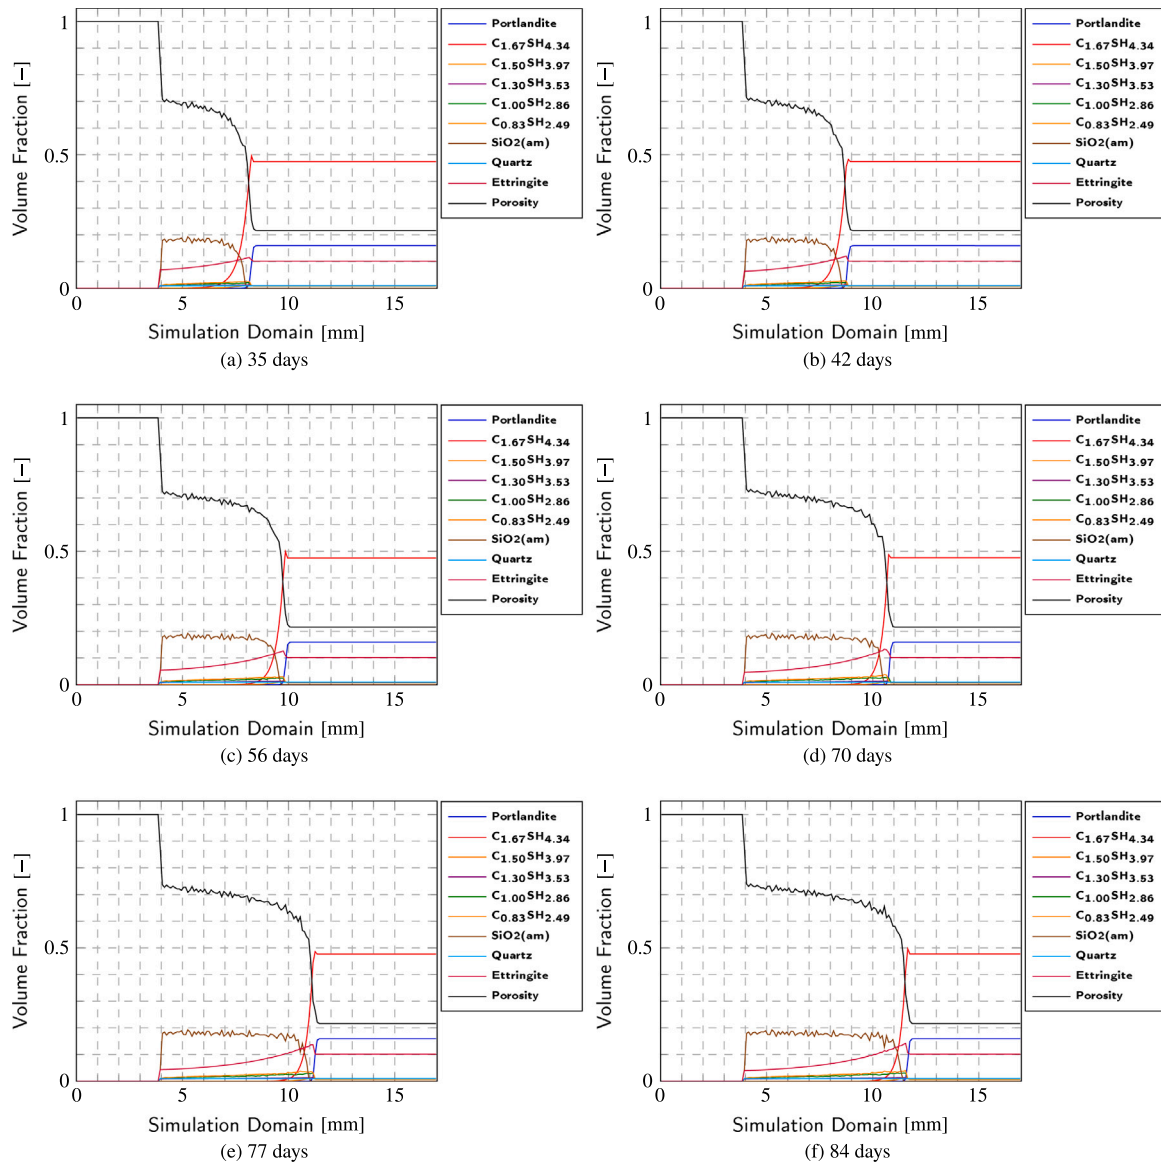 1
0.5
0
0 5 10 15
Volume Fraction [−]
Simulation Domain [mm]
Portlandite
C1.67SH4.34
C1.50SH3.97
C1.30SH3.53
C1.00SH2.86
C0.83SH2.49
SiO2(am)
Quartz
Ettringite
Porosity
(a) 35 days
1
0.5
0
0 5 10 15
Volume Fraction [−]
Simulation Domain [mm]
Portlandite
C1.67SH4.34
C1.50SH3.97
C1.30SH3.53
C1.00SH2.86
C0.83SH2.49
SiO2(am)
Quartz
Ettringite
Porosity
(b) 42 days
1
0.5
0
0 5 10 15
Volume Fraction [−]
Simulation Domain [mm]
Portlandite
C1.67SH4.34
C1.50SH3.97
C1.30SH3.53
C1.00SH2.86
C0.83SH2.49
SiO2(am)
Quartz
Ettringite
Porosity
(c) 56 days
1
0.5
0
0 5 10 15
Volume Fraction [−]
Simulation Domain [mm]
Portlandite
C1.67SH4.34
C1.50SH3.97
C1.30SH3.53
C1.00SH2.86
C0.83SH2.49
SiO2(am)
Quartz
Ettringite
Porosity
(d) 70 days
1
0.5
0
0 5 10 15
Volume Fraction [−]
Simulation Domain [mm]
Portlandite
C1.67SH4.34
C1.50SH3.97
C1.30SH3.53
C1.00SH2.86
C0.83SH2.49
SiO2(am)
Quartz
Ettringite
Porosity
(e) 77 days
1
0.5
0
0 5 10 15
Volume Fraction [−]
Simulation Domain [mm]
Portlandite
C1.67SH4.34
C1.50SH3.97
C1.30SH3.53
C1.00SH2.86
C0.83SH2.49
SiO2(am)
Quartz
Ettringite
Porosity
(f) 84 days